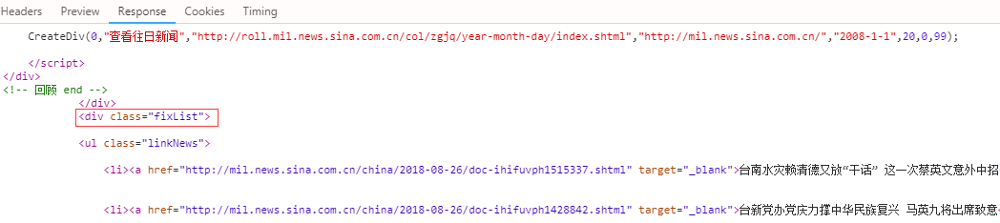 Headers Preview Response Cookies Timing
CreateDiv(0,"查看往日新闻","http://roll.mil.news.sina.com.cn/col/zgjq/year-month-day/index.shtml","http://mil.news.sina.com.cn/","2008-1-1",20,0,99);
</script>
</div>
<!-- 回顾 end -->
</div>
<div class="fixList">
<ul class="linkNews">
<li><a href="http://mil.news.sina.com.cn/china/2018-08-26/doc-ihifuvph1515337.shtml" target="_blank">台南水灾赖清德又放“干话” 这一次蔡英文意外中招
<li><a href="http://mil.news.sina.com.cn/china/2018-08-26/doc-ihifuvph1428842.shtml" target="_blank">台新党办党庆力撑中华民族复兴 马英九将出席致意